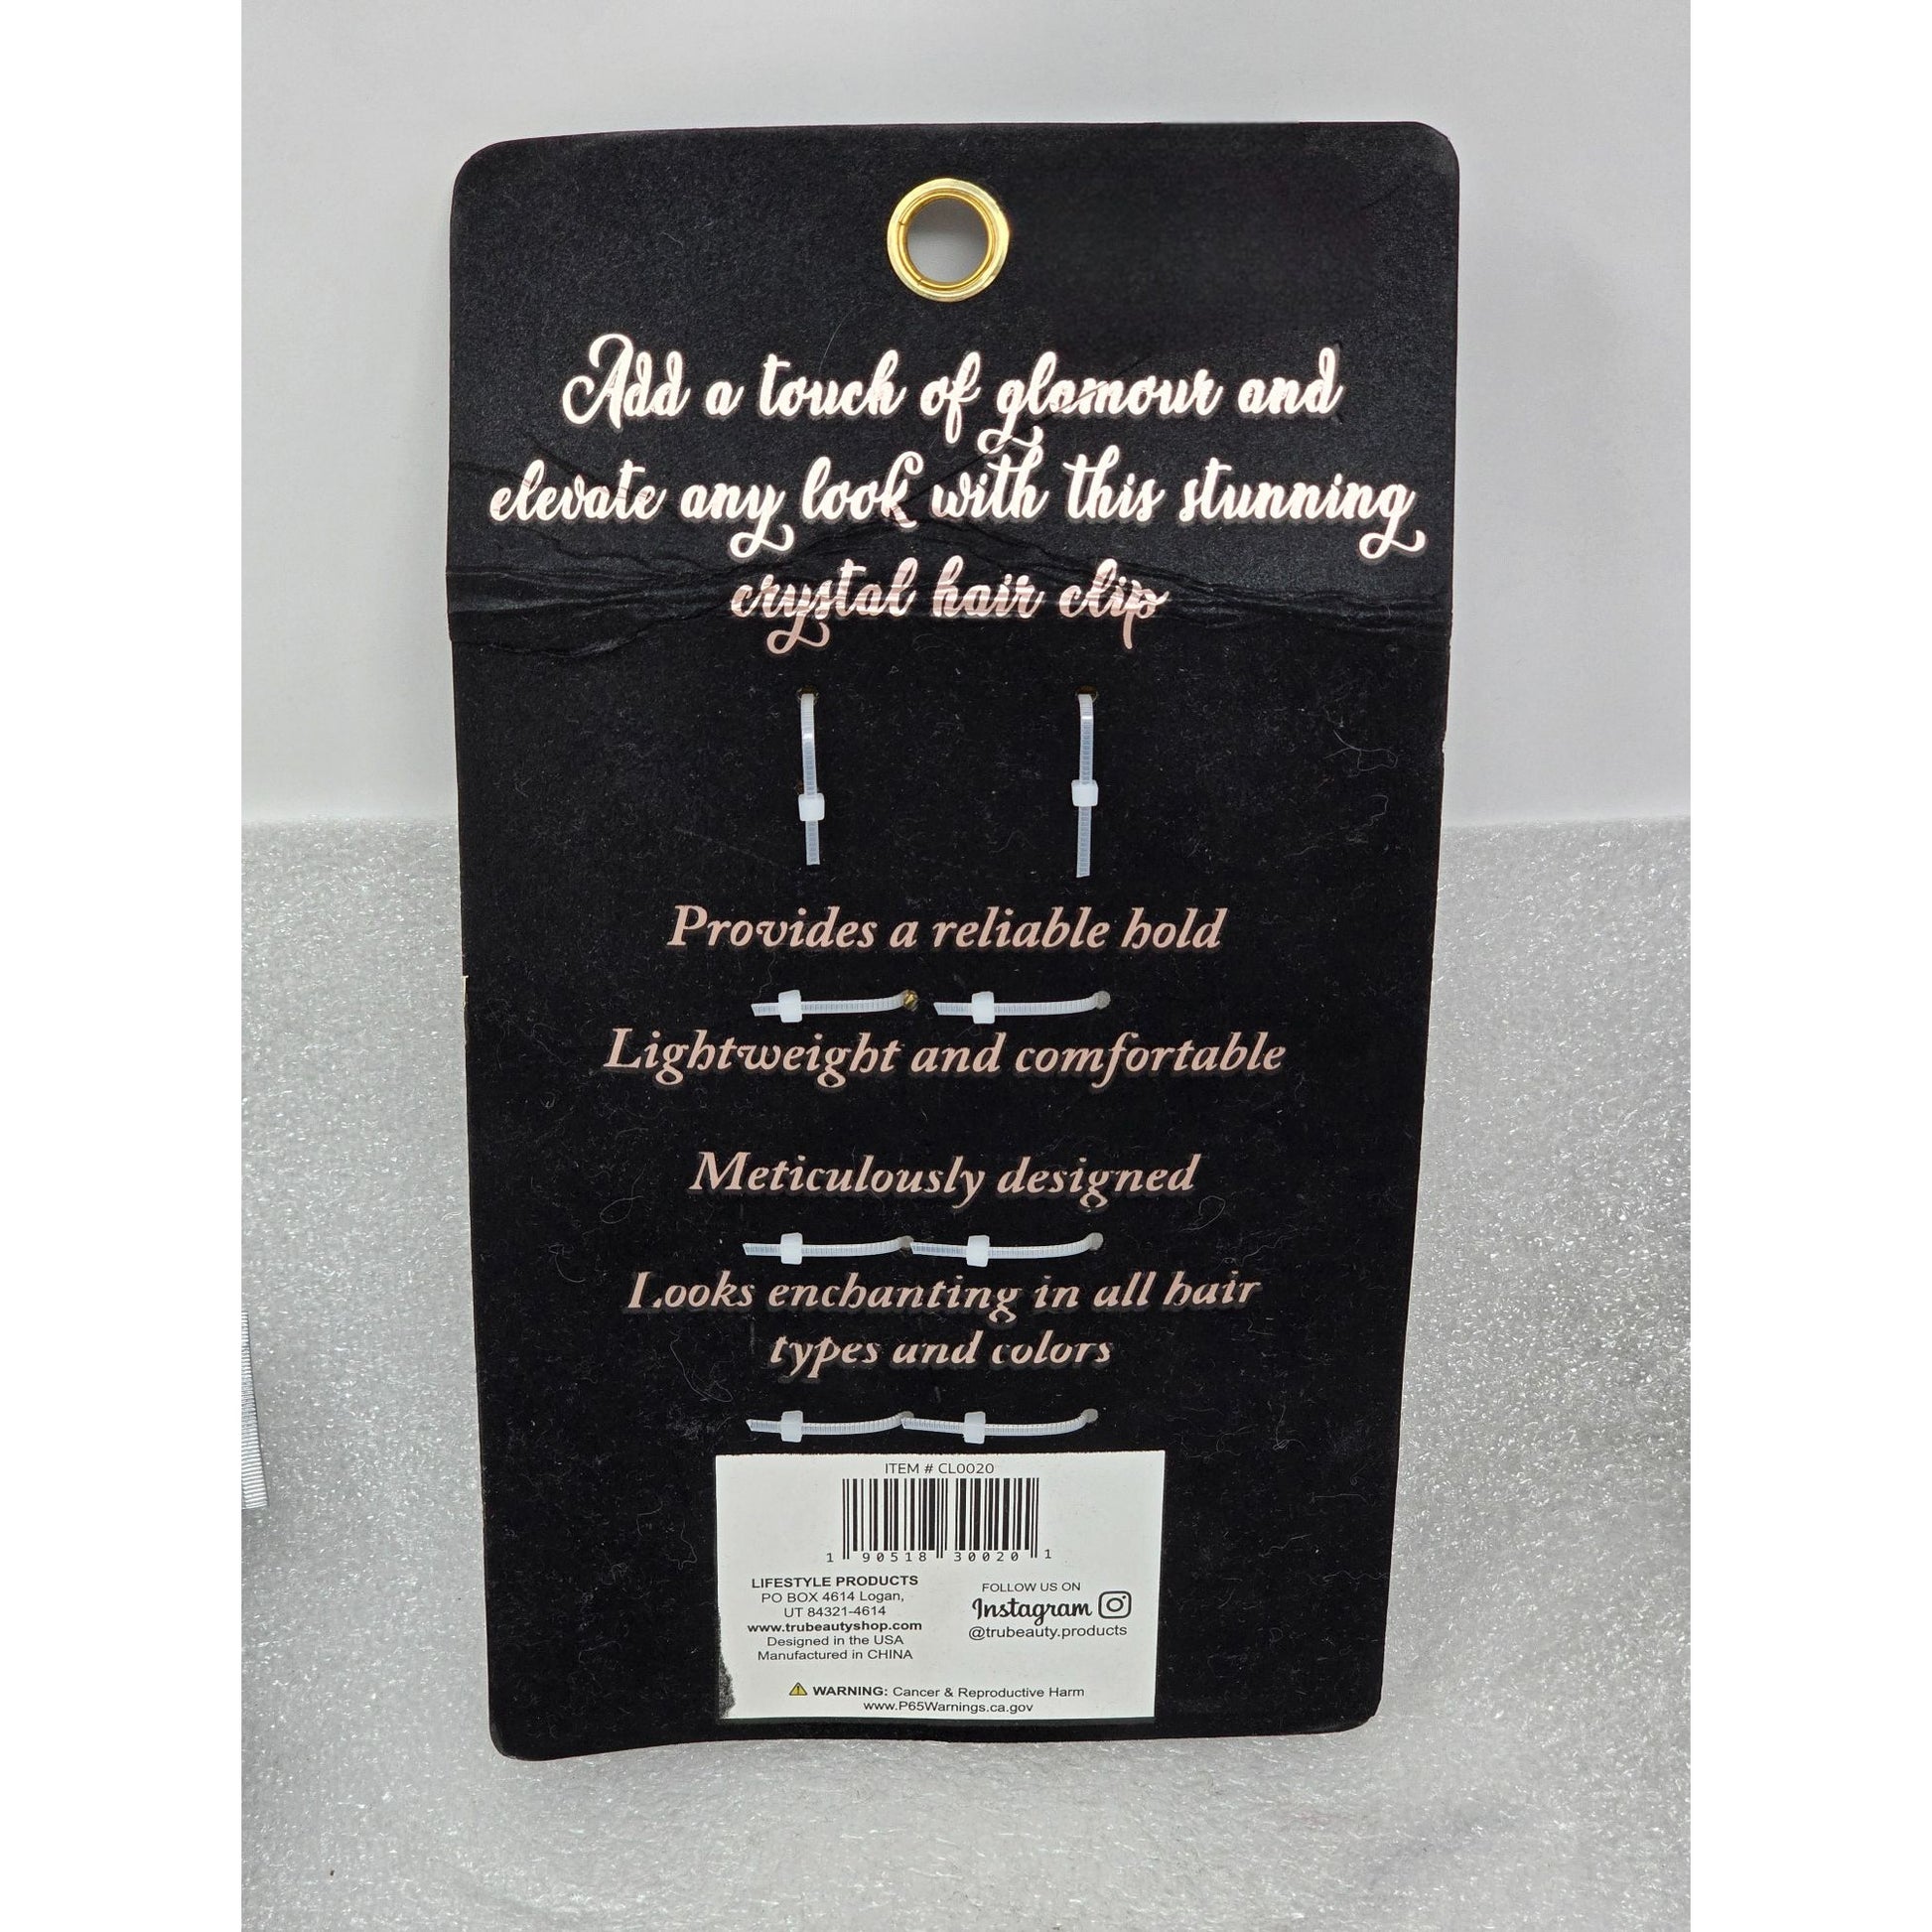 Add a touch of glamour and
elevate any look with this stunning
crystal hair clip
Provides a reliable hold
Lightweight and comfortable
Meticulously designed
Looks enchanting in all hair
types and colors
ITEM # CL0020
1 90518 30020 1
LIFESTYLE PRODUCTS
PO BOX 4614 Logan,
UT 84321-4614
www.trubeautyshop.com
Designed in the USA
Manufactured in CHINA
FOLLOW US ON
Instagram
@trubeauty.products
WARNING: Cancer & Reproductive Harm
www.P65Warnings.ca.gov